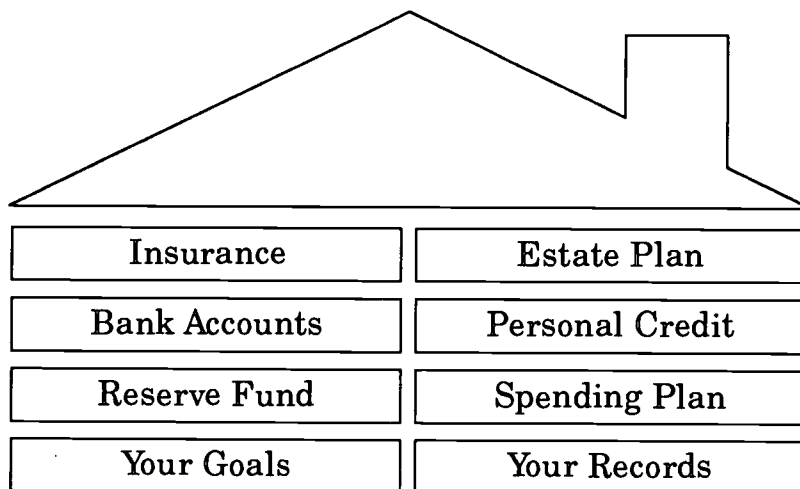 Insurance
Estate Plan
Bank Accounts
Personal Credit
Reserve Fund
Spending Plan
Your Goals
Your Records